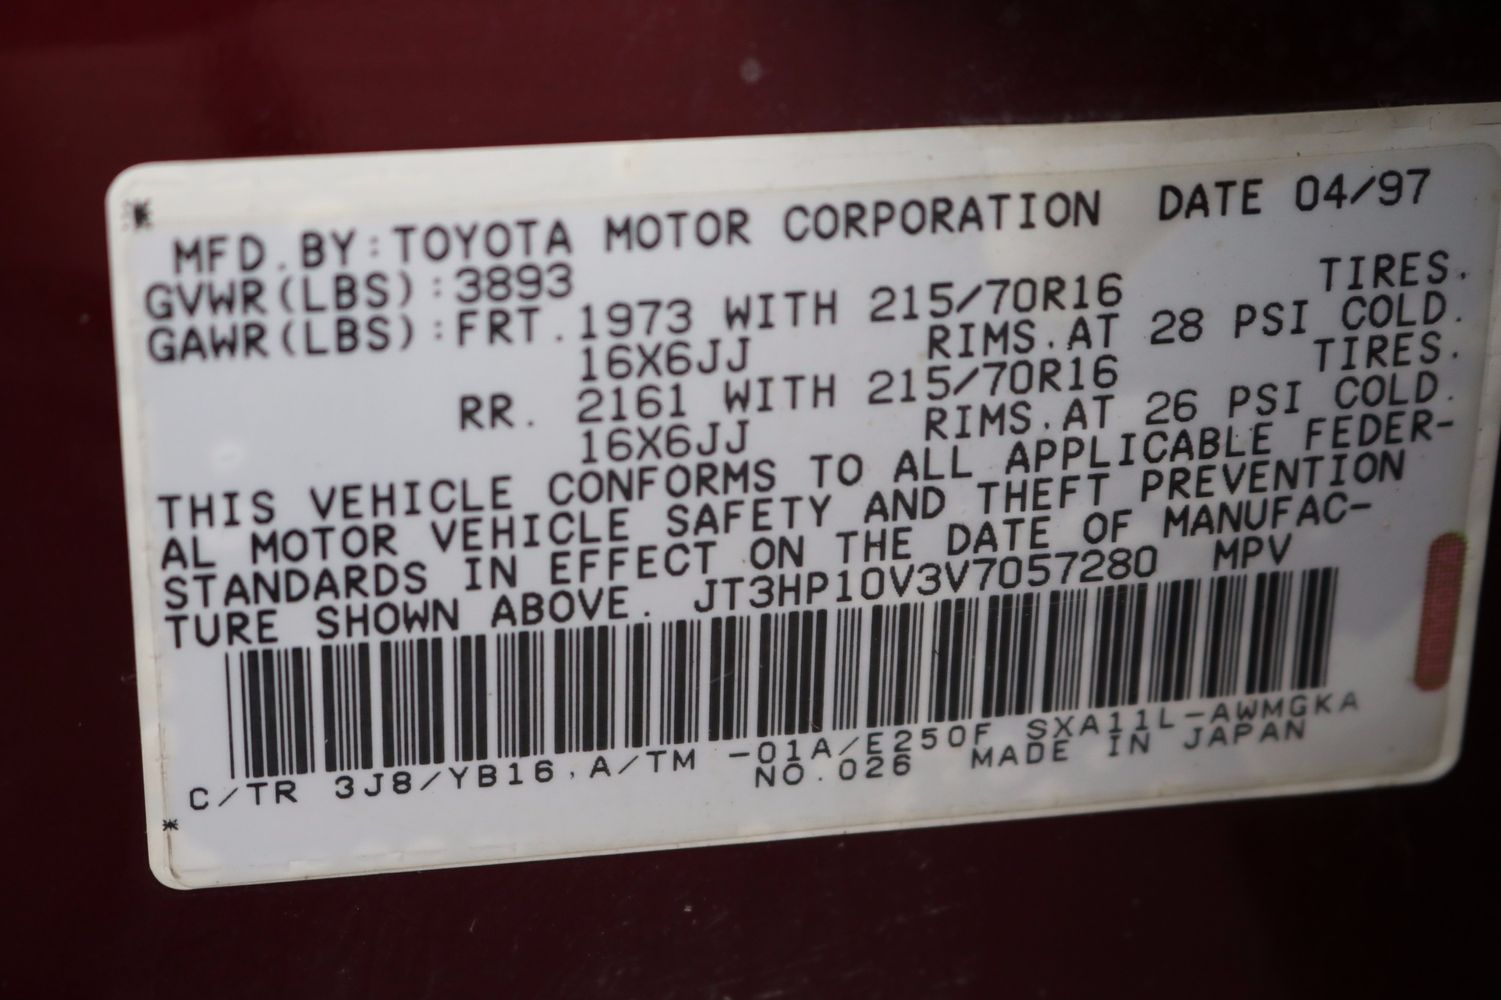 MFD.BY:TOYOTA MOTOR CORPORATION DATE 04/97
GVWR(LBS):3893
GAWR(LBS):FRT.1973 WITH 215/70R16 TIRES.
16X6JJ RIMS.AT 28 PSI COLD.
RR. 2161 WITH 215/70R16 TIRES.
16X6JJ RIMS.AT 26 PSI COLD.
THIS VEHICLE CONFORMS TO ALL APPLICABLE FEDER-
AL MOTOR VEHICLE SAFETY AND THEFT PREVENTION
STANDARDS IN EFFECT ON THE DATE OF MANUFAC-
TURE SHOWN ABOVE. JT3HP10V3V7057280 MPV
C/TR 3J8/YB16.A/TM -01A/E250F SXA11L-AWMGKA
NO.026 MADE IN JAPAN